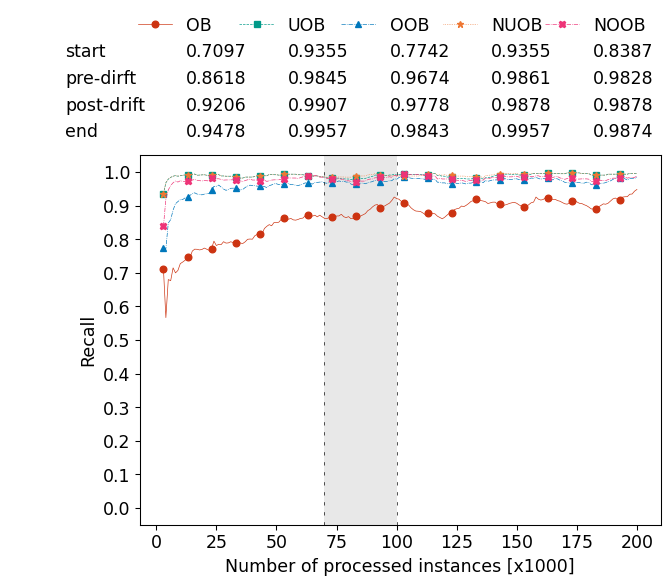 OB UOB OOB NUOB NOOB
start 0.7097 0.9355 0.7742 0.9355 0.8387
pre-dirft 0.8618 0.9845 0.9674 0.9861 0.9828
post-drift 0.9206 0.9907 0.9778 0.9878 0.9878
end 0.9478 0.9957 0.9843 0.9957 0.9874
1.0
0.9
0.8
0.7
0.6
0.5
0.4
0.3
0.2
0.1
0.0
Recall
0 25 50 75 100 125 150 175 200
Number of processed instances [x1000]